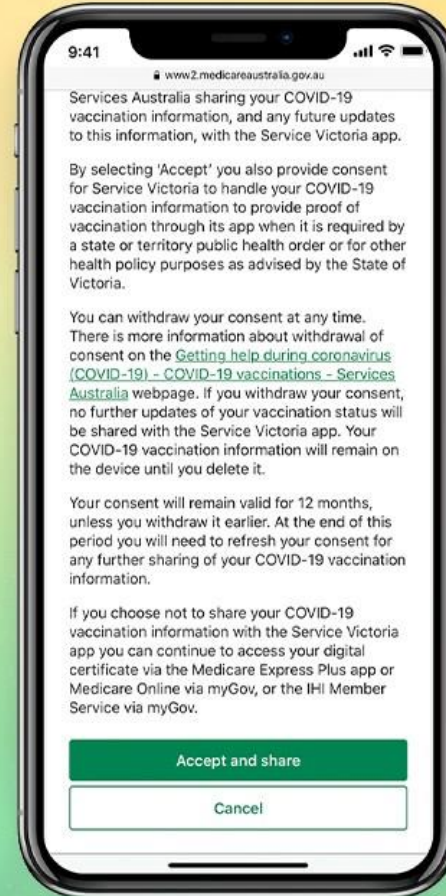 9:41
www2.medicareaustralia.gov.au
Services Australia sharing your COVID-19
vaccination information, and any future updates
to this information, with the Service Victoria app.
By selecting 'Accept' you also provide consent
for Service Victoria to handle your COVID-19
vaccination information to provide proof of
vaccination through its app when it is required by
a state or territory public health order or for other
health policy purposes as advised by the State of
Victoria.
You can withdraw your consent at any time.
There is more information about withdrawal of
consent on the Getting help during coronavirus
(COVID-19) - COVID-19 vaccinations - Services
Australia webpage. If you withdraw your consent,
no further updates of your vaccination status will
be shared with the Service Victoria app. Your
COVID-19 vaccination information will remain on
the device until you delete it.
Your consent will remain valid for 12 months,
unless you withdraw it earlier. At the end of this
period you will need to refresh your consent for
any further sharing of your COVID-19 vaccination
information.
If you choose not to share your COVID-19
vaccination information with the Service Victoria
app you can continue to access your digital
certificate via the Medicare Express Plus app or
Medicare Online via myGov, or the IHI Member
Service via myGov.
Accept and share
Cancel